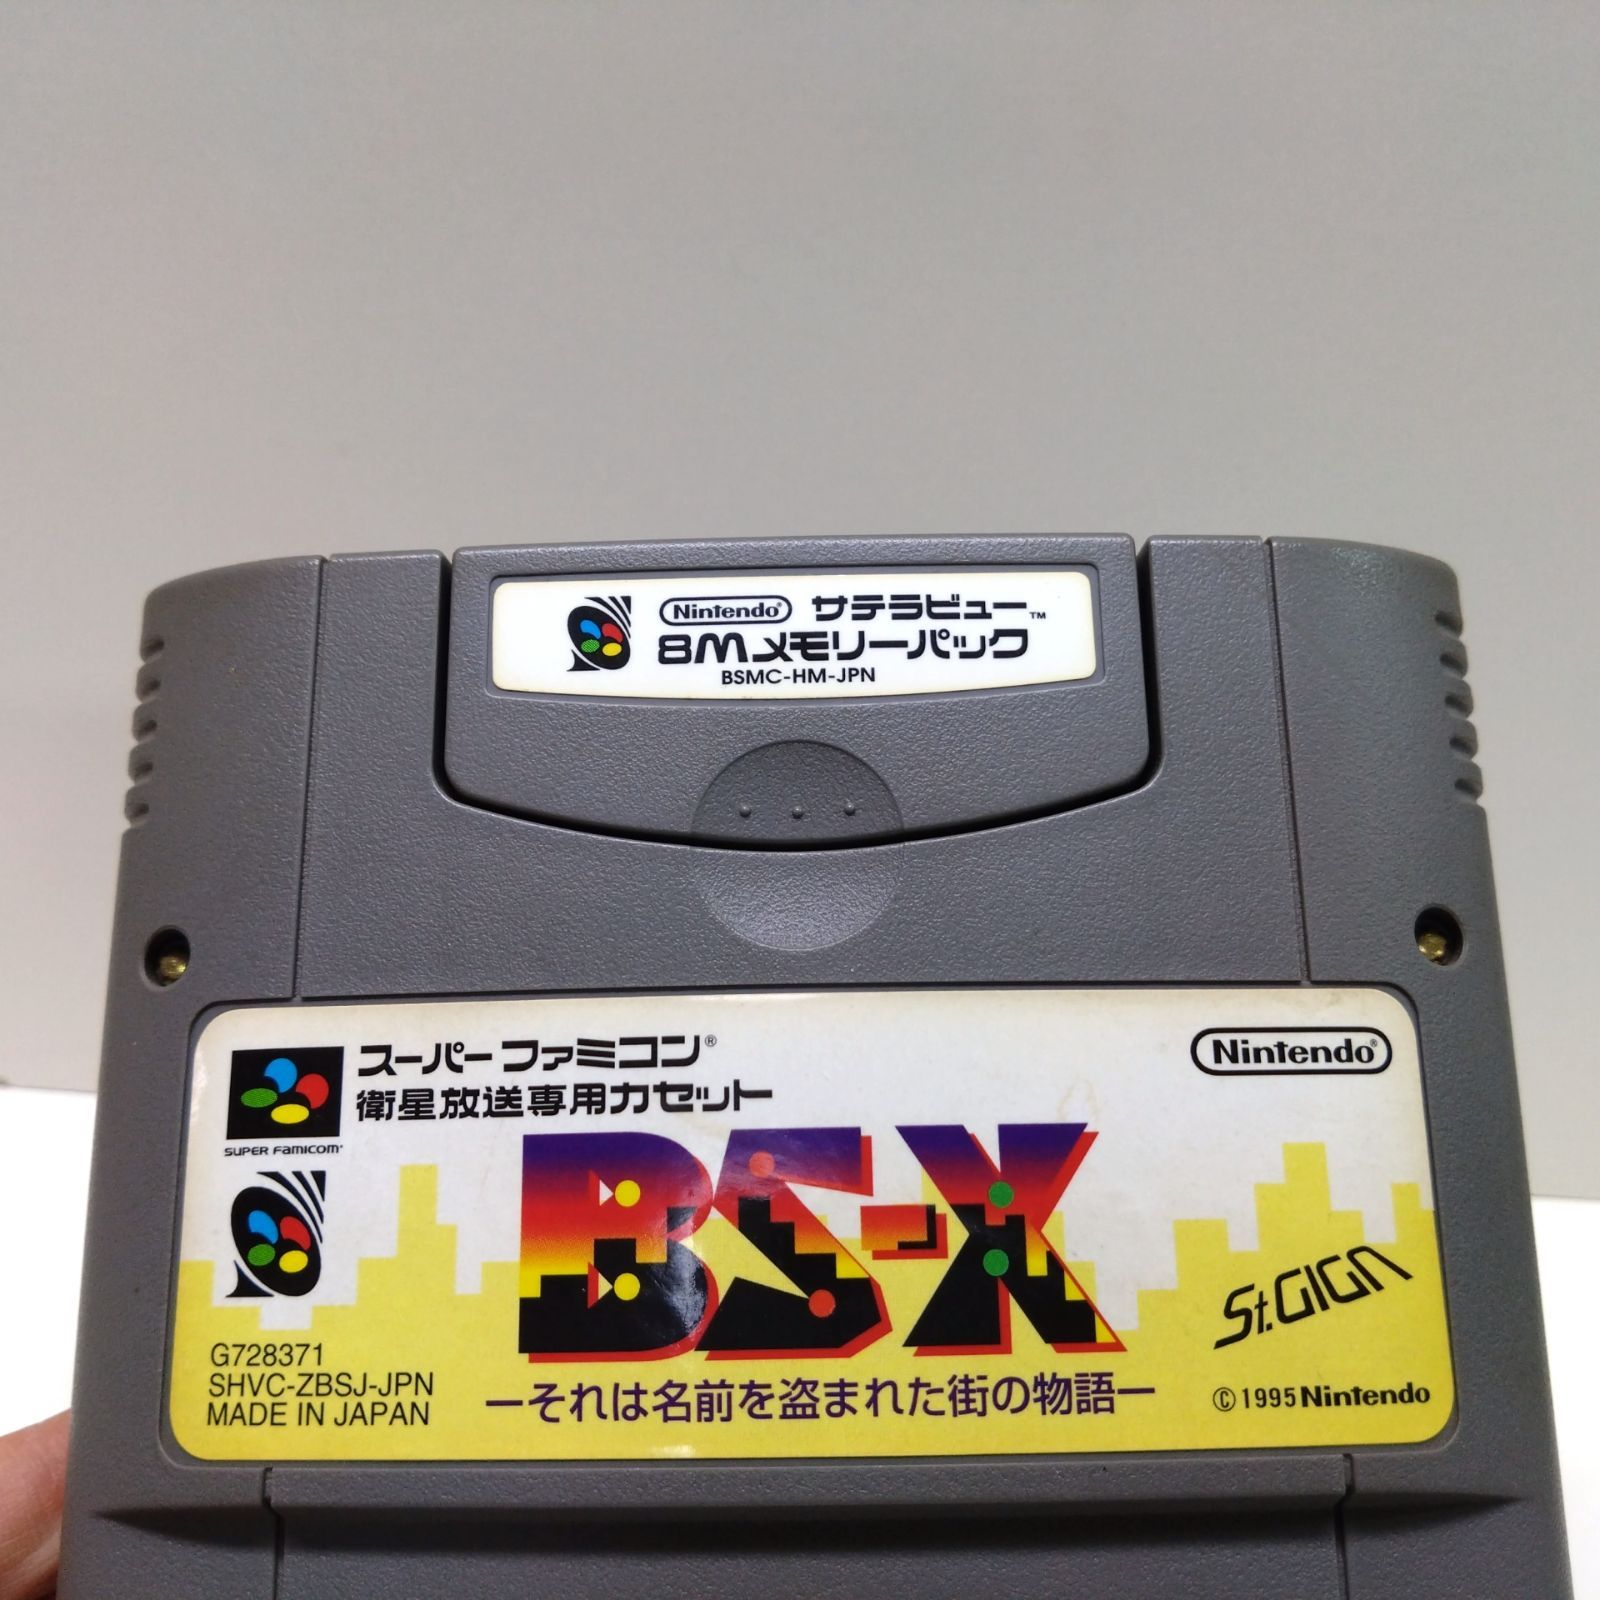 Nintendo® サテラビュー™
8Mメモリーパック
BSMC-HM-JPN
スーパーファミコン®
衛星放送専用カセット
Nintendo®
SUPER FAMICOM®
BS-X
St.GIGA
G728371
SHVC-ZBSJ-JPN
MADE IN JAPAN
ーそれは名前を盗まれた街の物語ー
©1995 Nintendo